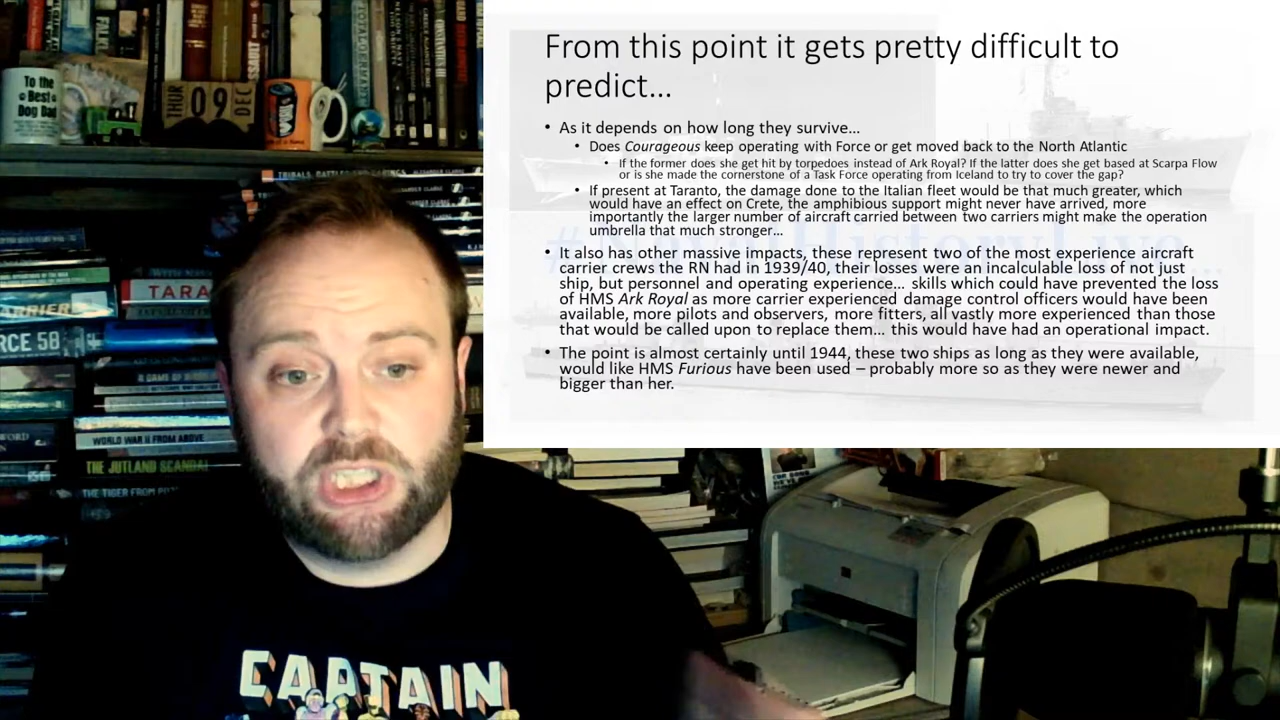 From this point it gets pretty difficult to
predict...
• As it depends on how long they survive...
• Does Courageous keep operating with Force or get moved back to the North Atlantic
• If the former does she get hit by torpedoes instead of Ark Royal? If the latter does she get based at Scarpa Flow
or is she made the cornerstone of a Task Force operating from Iceland to try to cover the gap?
• If present at Taranto, the damage done to the Italian fleet would be that much greater, which
would have an effect on Crete, the amphibious support might never have arrived, more
importantly the larger number of aircraft carried between two carriers might make the operation
umbrella that much stronger...
• It also has other massive impacts, these represent two of the most experience aircraft
carrier crews the RN had in 1939/40, their losses were an incalculable loss of not just
ship, but personnel and operating experience... skills which could have prevented the loss
of HMS Ark Royal as more carrier experienced damage control officers would have been
available, more pilots and observers, more fitters, all vastly more experienced than those
that would be called upon to replace them... this would have had an operational impact.
• The point is almost certainly until 1944, these two ships as long as they were available,
would like HMS Furious have been used – probably more so as they were newer and
bigger than her.
To the
Best
Dog Dad
THUR 09 DEC
TARA
RCE 58
WORLD WAR II FROM ABOVE
THE JUTLAND SCANDAL
THE TIGER FROM
CAPTAIN